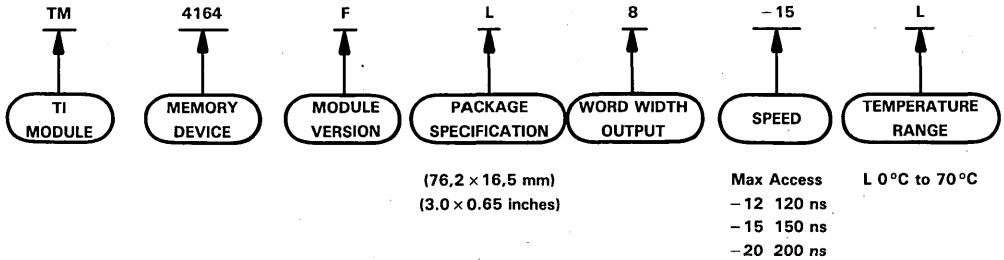 TM 4164 F L 8 -15 L
TI MODULE
MEMORY DEVICE
MODULE VERSION
PACKAGE SPECIFICATION
WORD WIDTH OUTPUT
SPEED
TEMPERATURE RANGE
(76,2 × 16,5 mm)
(3.0 × 0.65 inches)
Max Access
−12 120 ns
−15 150 ns
−20 200 ns
L 0°C to 70°C